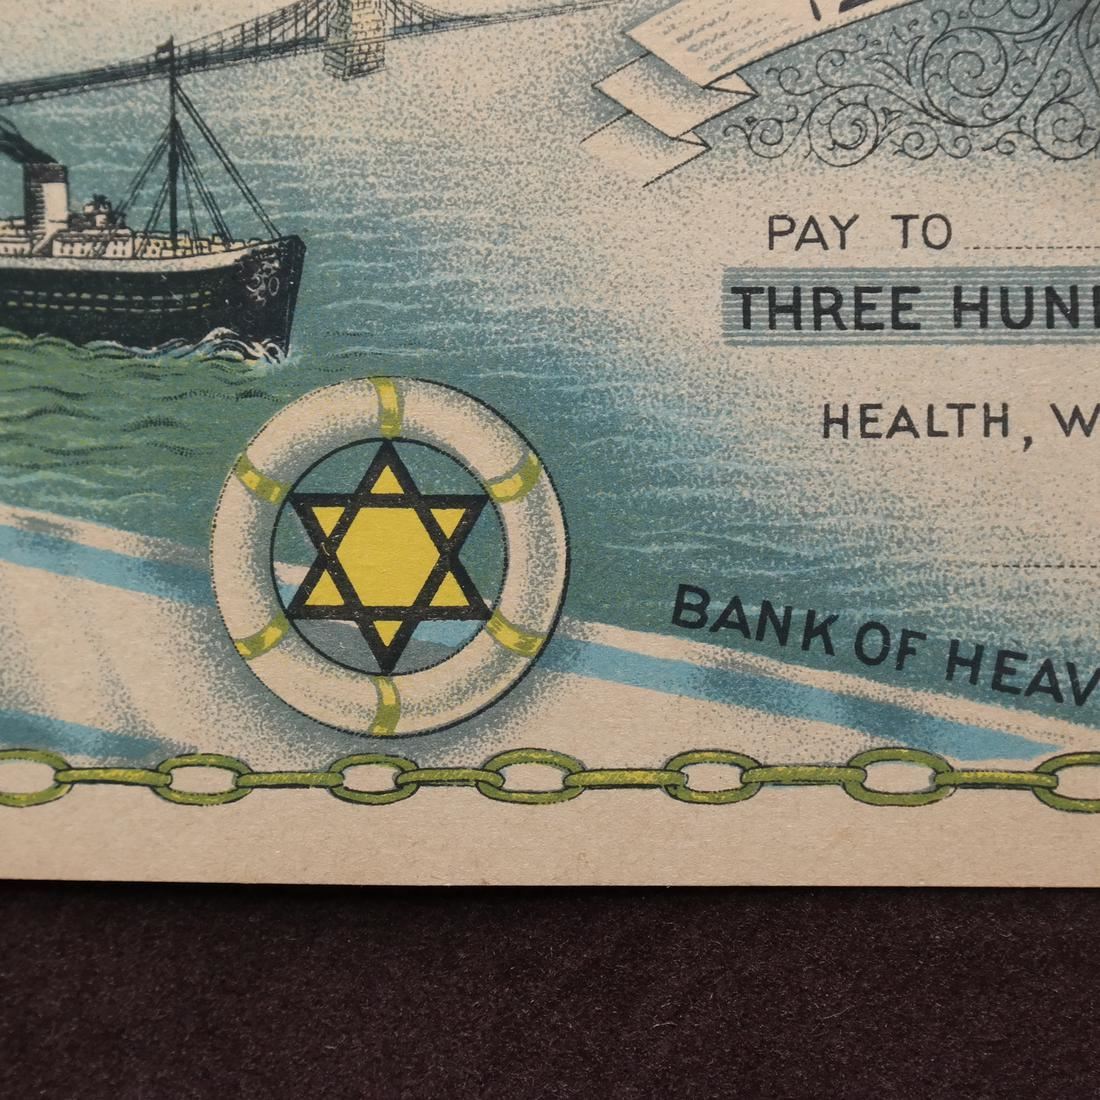 PAY TO
THREE HUN
HEALTH, W
BANK OF HEAV